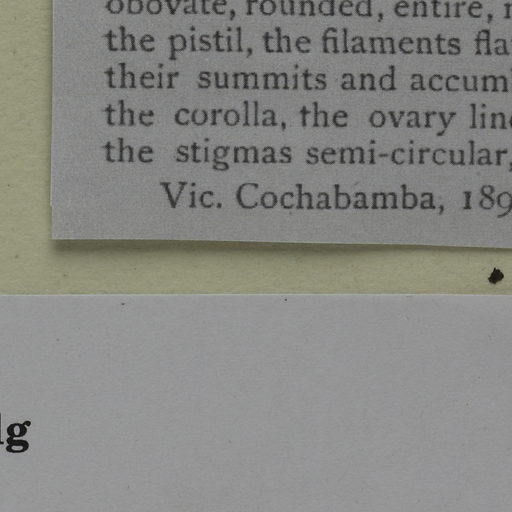 obovate, rounded, entire,
the pistil, the filaments
their summits and
the corolla, the ovary
the stigmas semi-circular,
Vic. Cochabamba, 189
lg